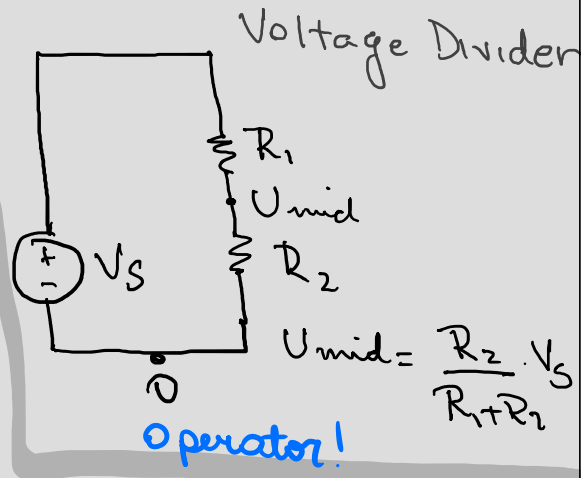 Voltage Divider
R₁
Umid
+
-
Vs
R₂
Umid = R₂/(R₁+R₂) · Vs
0
Operator!